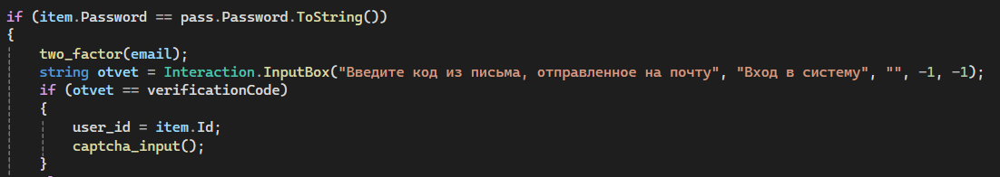 if (item.Password == pass.Password.ToString())
{
two_factor(email);
string otvet = Interaction.InputBox("Введите код из письма, отправленное на почту", "Вход в систему", "", -1, -1);
if (otvet == verificationCode)
{
user_id = item.Id;
captcha_input();
}